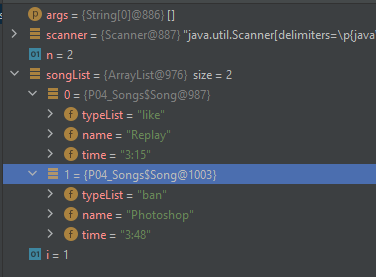 p args = {String[0]@886} []
scanner = {Scanner@887} "java.util.Scanner[delimiters=\p{java
01 n = 2
songList = {ArrayList@976} size = 2
0 = {P04_Songs$Song@987}
f typeList = "like"
f name = "Replay"
f time = "3:15"
1 = {P04_Songs$Song@1003}
f typeList = "ban"
f name = "Photoshop"
f time = "3:48"
01 i = 1